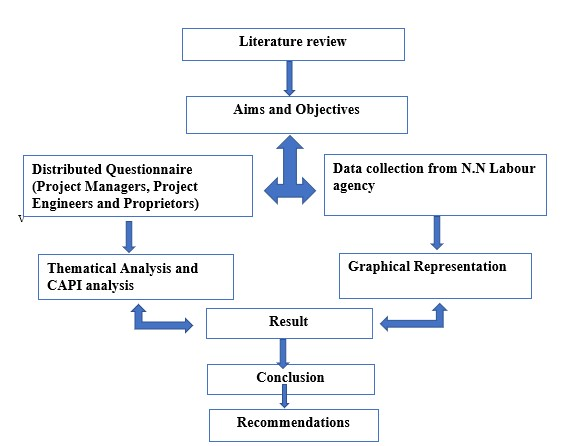 Literature review
Aims and Objectives
Distributed Questionnaire
(Project Managers, Project
Engineers and Proprietors)
Data collection from N.N Labour
agency
v
Thematical Analysis and
CAPI analysis
Graphical Representation
Result
Conclusion
Recommendations